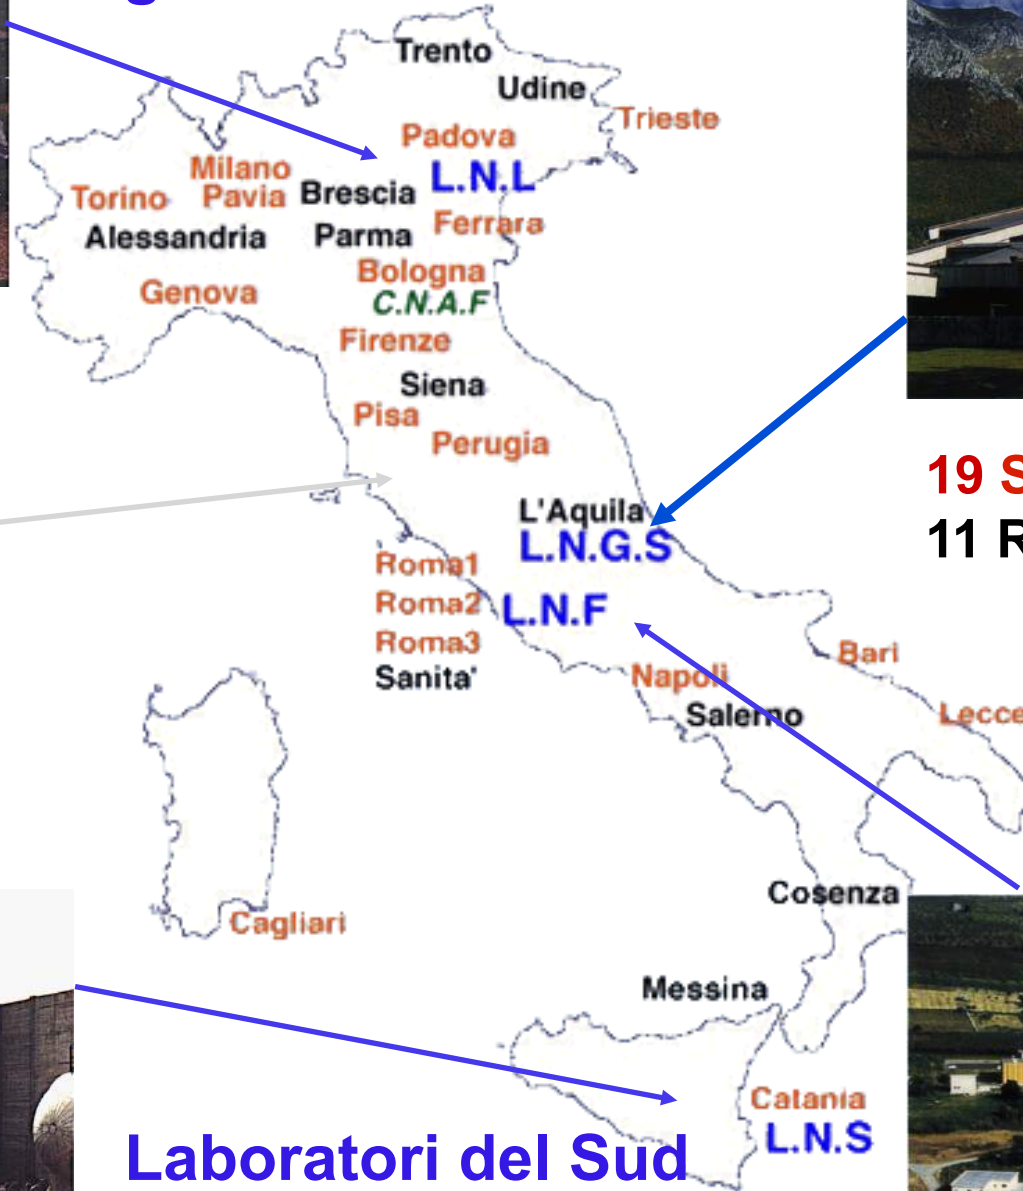 g
Trento
Udine
Trieste
Padova
L.N.L
Milano
Pavia
Torino
Brescia
Ferrara
Alessandria
Parma
Bologna
C.N.A.F
Genova
Firenze
Siena
Pisa
Perugia
19 S
11 R
L'Aquila
L.N.G.S
Roma1
Roma2
L.N.F
Roma3
Sanita'
Bari
Napoli
Salerno
Lecce
Cosenza
Cagliari
Messina
Catania
L.N.S
Laboratori del Sud